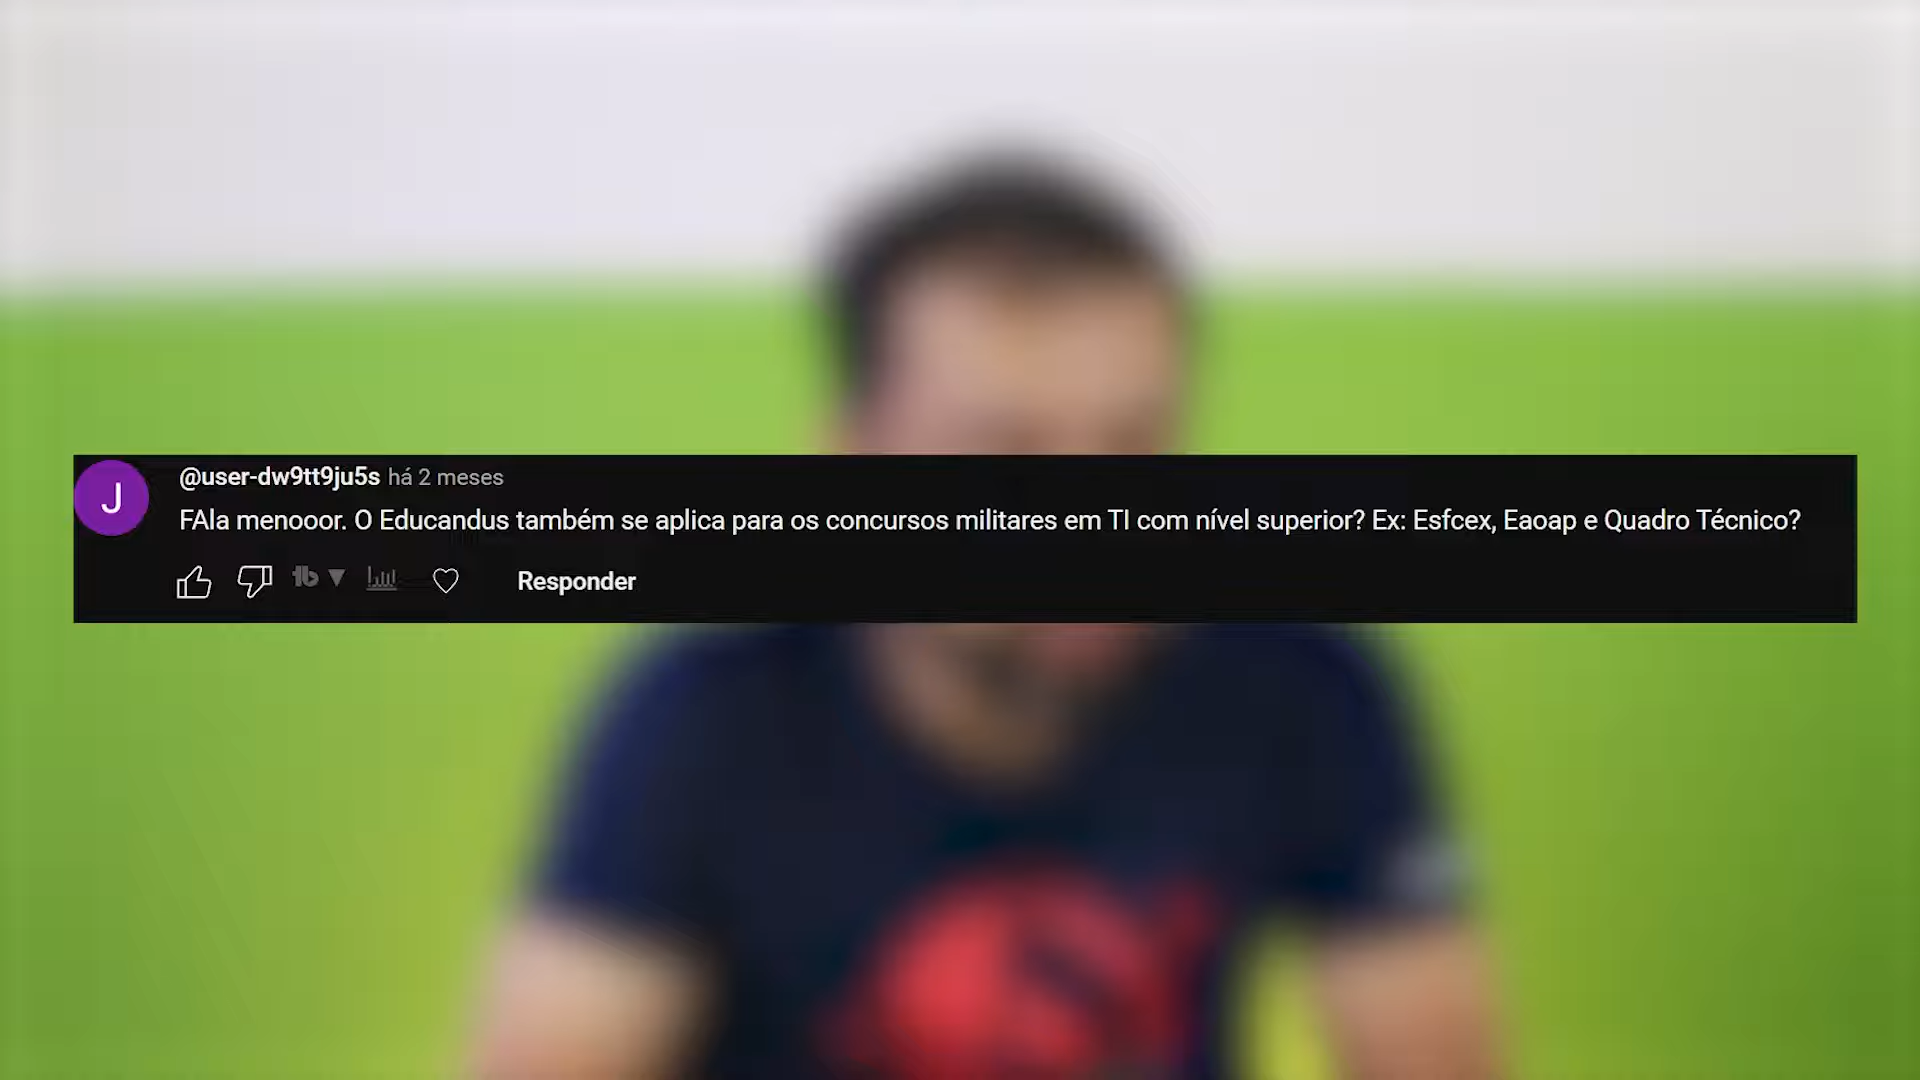 J
@user-dw9tt9ju5s há 2 meses
FAla menooor. O Educandus também se aplica para os concursos militares em TI com nível superior? Ex: Esfcex, Eaoap e Quadro Técnico?
tb
Responder